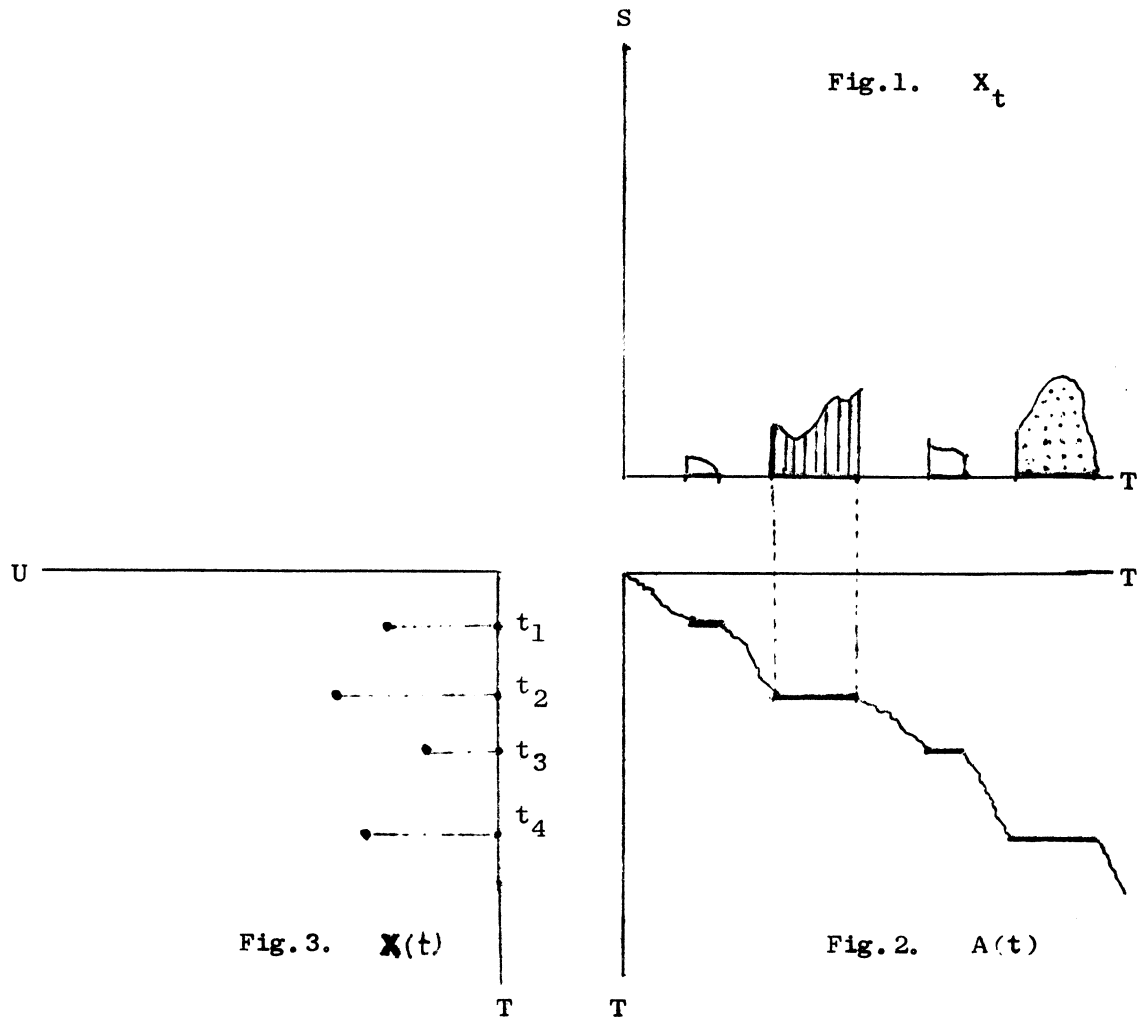 S
Fig.1. X_t
T
U
T
t_1
t_2
t_3
t_4
Fig.3. X(t)
Fig.2. A(t)
T
T